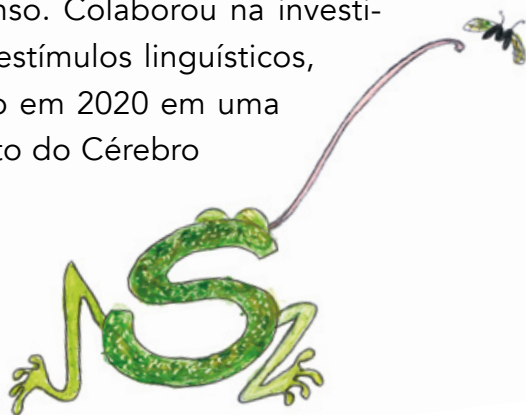 nso. Colaborou na investi-
estímulos linguísticos,
o em 2020 em uma
to do Cérebro
S